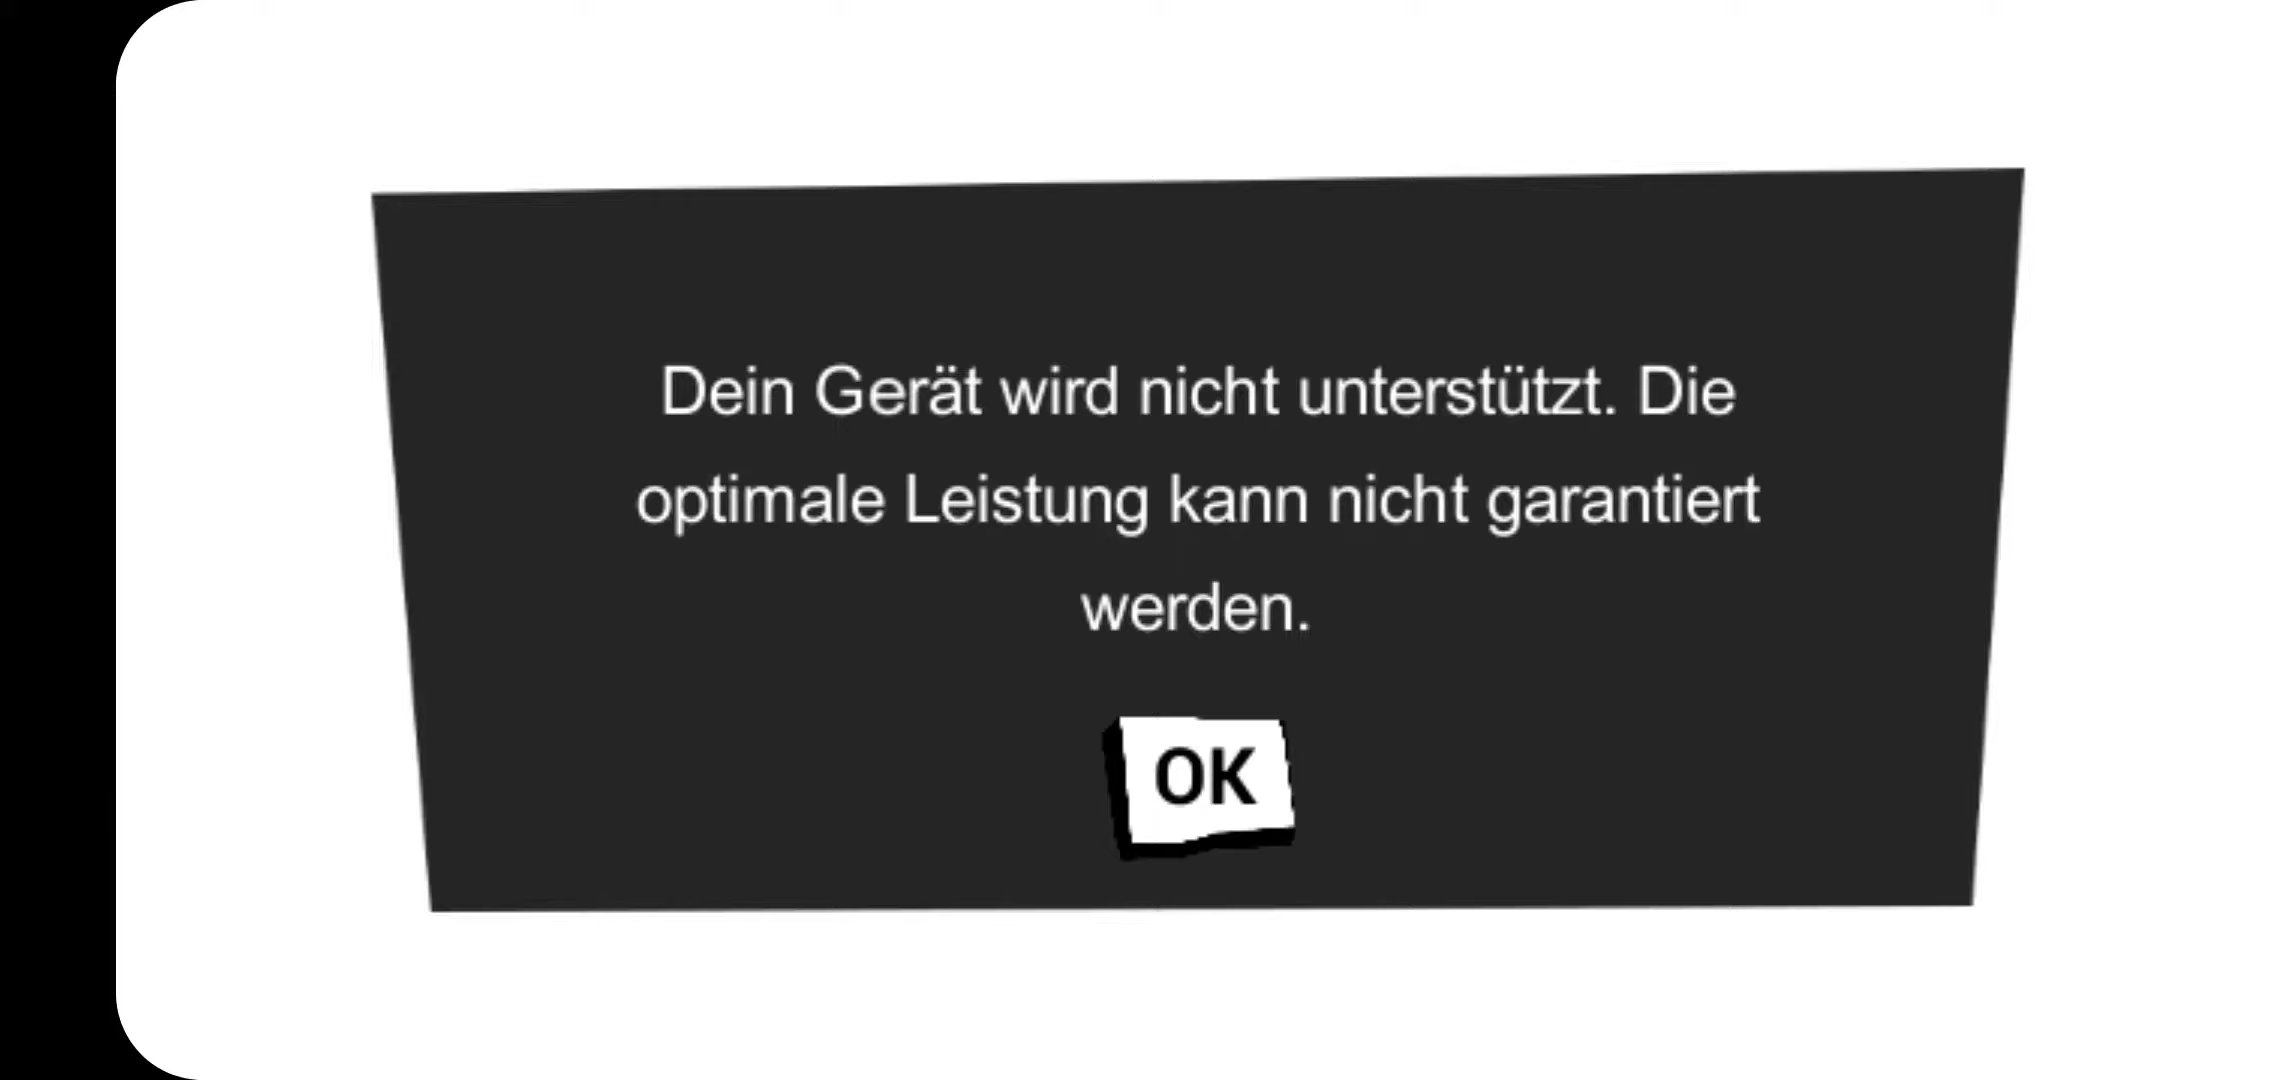 Dein Gerät wird nicht unterstützt. Die
optimale Leistung kann nicht garantiert
werden.
OK